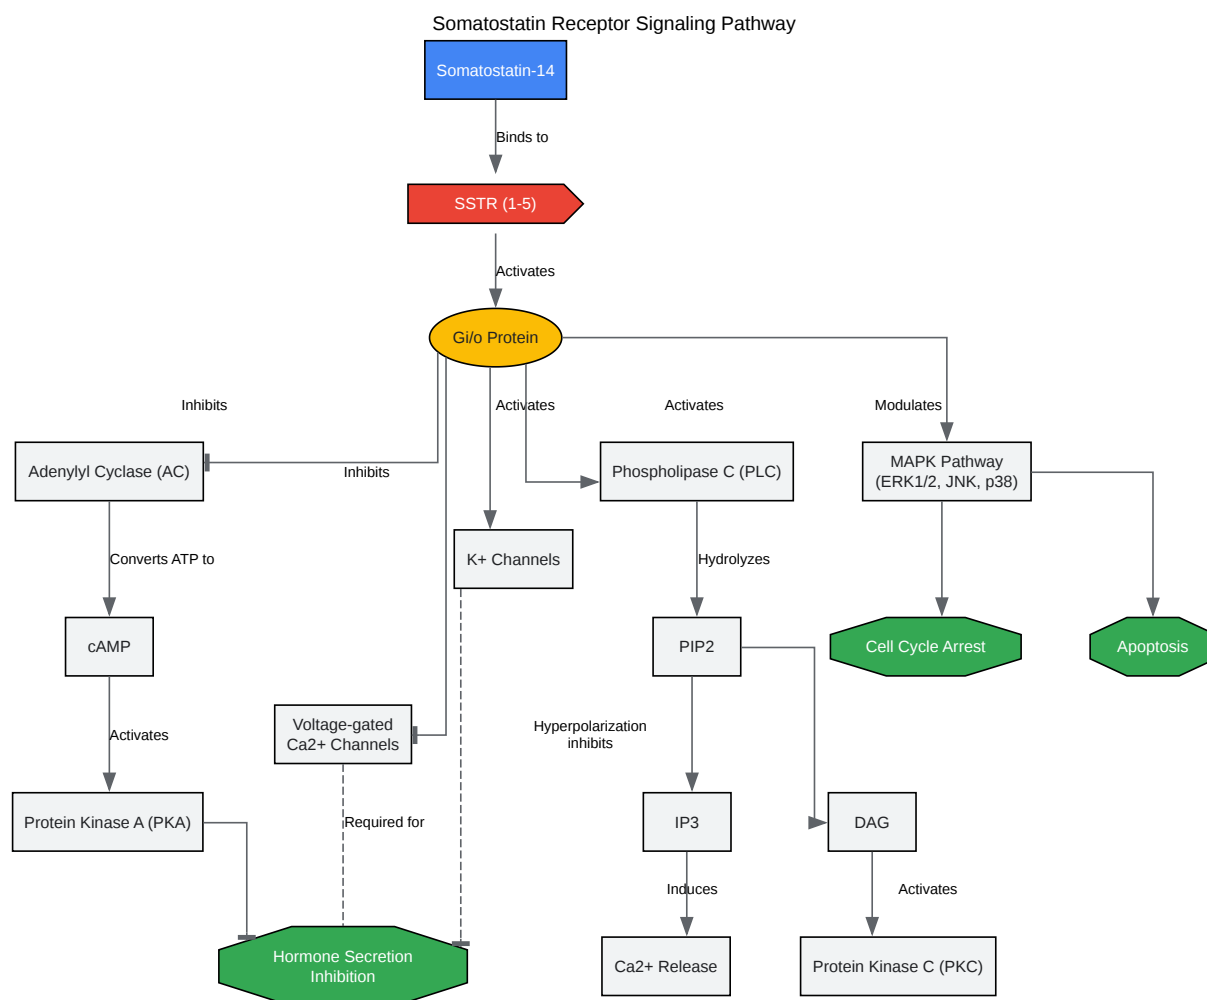 Somatostatin Receptor Signaling Pathway
Somatostatin-14
Binds to
SSTR (1-5)
Activates
Gi/o Protein
Inhibits
Activates
Activates
Modulates
Adenylyl Cyclase (AC)
Inhibits
Phospholipase C (PLC)
MAPK Pathway
(ERK1/2, JNK, p38)
Converts ATP to
K+ Channels
Hydrolyzes
cAMP
PIP2
Cell Cycle Arrest
Apoptosis
Activates
Voltage-gated
Ca2+ Channels
Hyperpolarization
inhibits
Protein Kinase A (PKA)
Required for
IP3
DAG
Induces
Activates
Hormone Secretion
Inhibition
Ca2+ Release
Protein Kinase C (PKC)